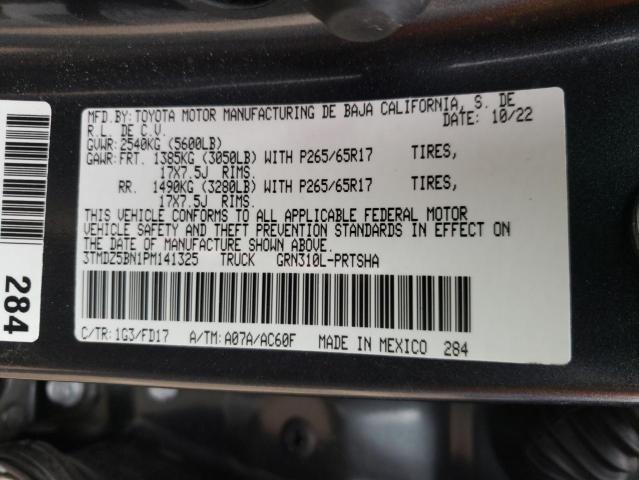 MFD.BY: TOYOTA MOTOR MANUFACTURING DE BAJA CALIFORNIA, S. DE
R.L. DE C.V. DATE: 10/22
GVWR: 2540KG (5600LB)
GAWR: FRT. 1385KG (3050LB) WITH P265/65R17 TIRES,
17X7.5J RIMS.
RR. 1490KG (3280LB) WITH P265/65R17 TIRES,
17X7.5J RIMS.
THIS VEHICLE CONFORMS TO ALL APPLICABLE FEDERAL MOTOR
VEHICLE SAFETY AND THEFT PREVENTION STANDARDS IN EFFECT ON
THE DATE OF MANUFACTURE SHOWN ABOVE.
3TMDZ5BN1PM141325 TRUCK GRN310L-PRTSHA
C/TR: 1G3/FD17 A/TM: A07A/AC60F MADE IN MEXICO 284
284